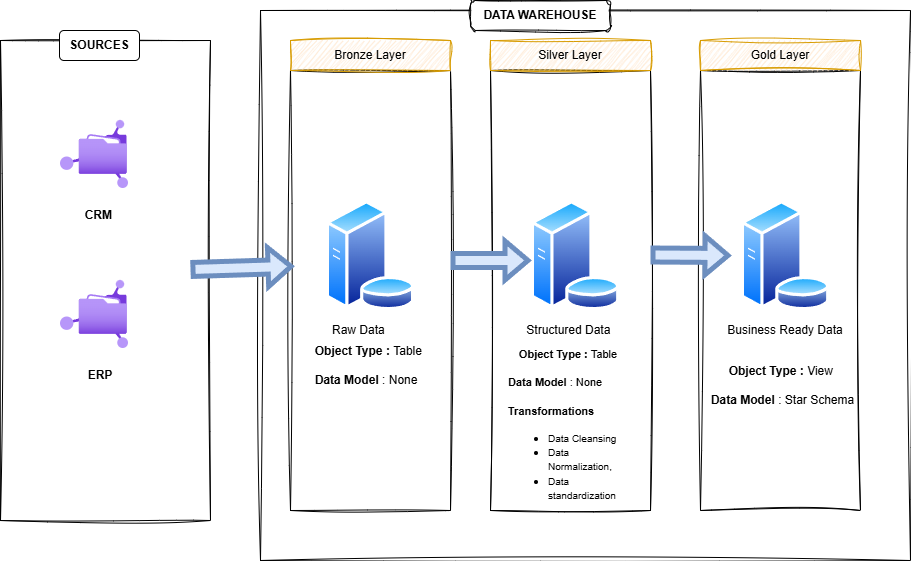 DATA WAREHOUSE
SOURCES
Bronze Layer
Silver Layer
Gold Layer
CRM
ERP
Raw Data
Object Type : Table
Data Model : None
Structured Data
Object Type : Table
Data Model : None
Transformations
Data Cleansing
Data
Normalization,
Data
standardization
Business Ready Data
Object Type : View
Data Model : Star Schema